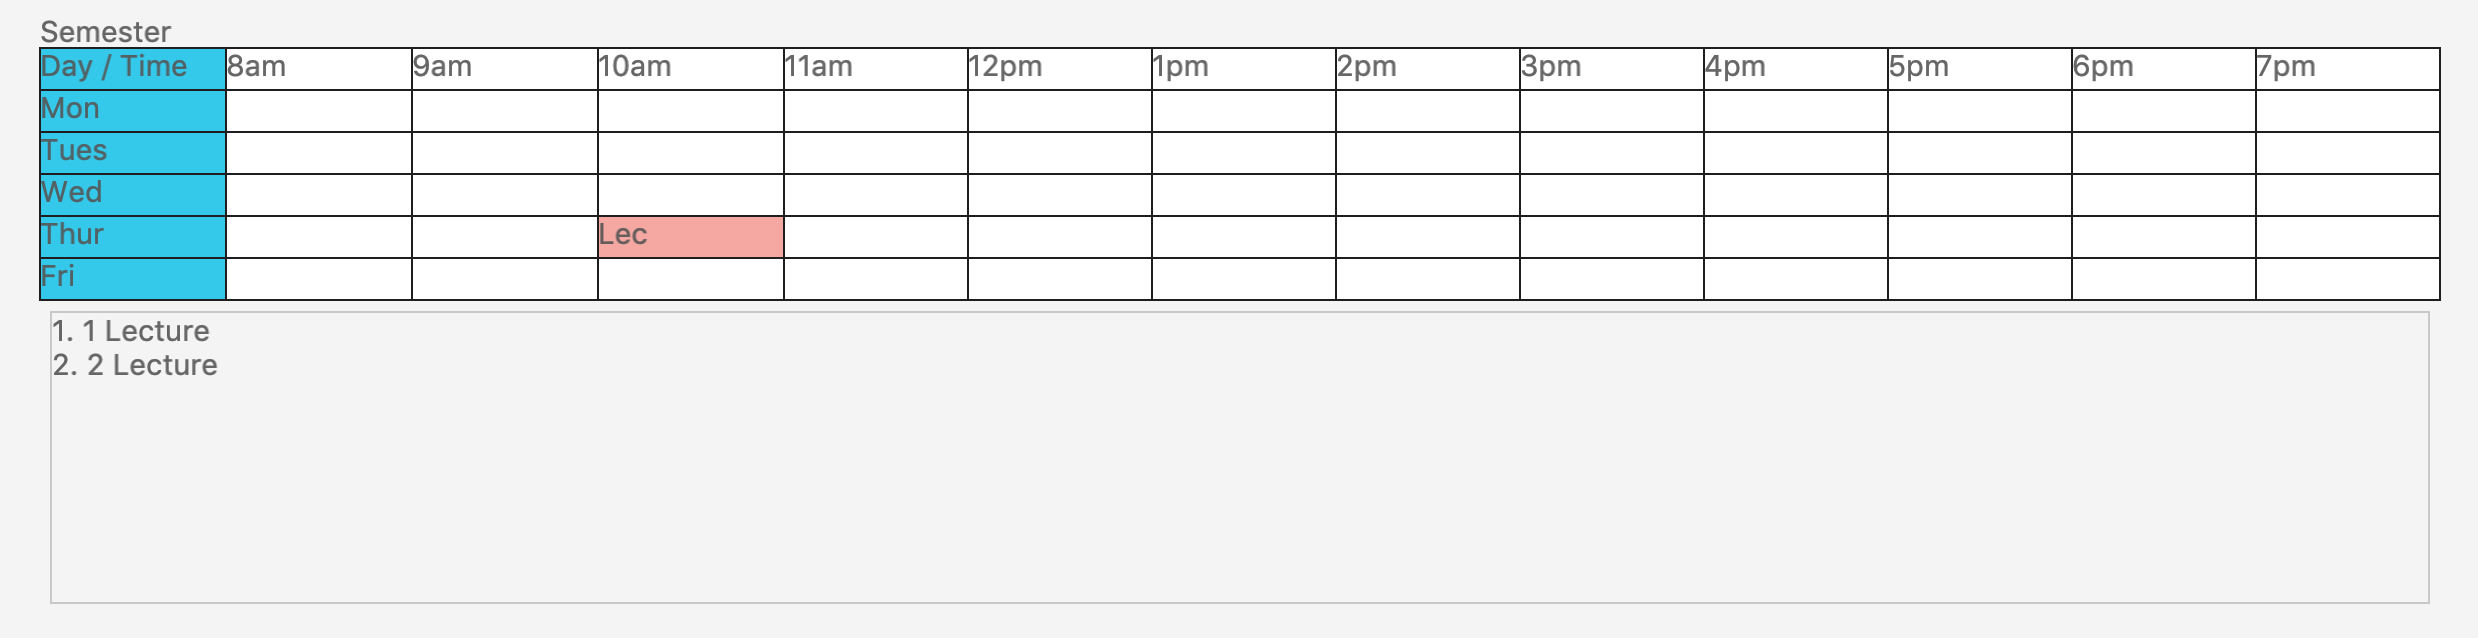 Semester
Day / Time 8am 9am 10am 11am 12pm 1pm 2pm 3pm 4pm 5pm 6pm 7pm
Mon
Tues
Wed
Thur Lec
Fri
1. 1 Lecture
2. 2 Lecture